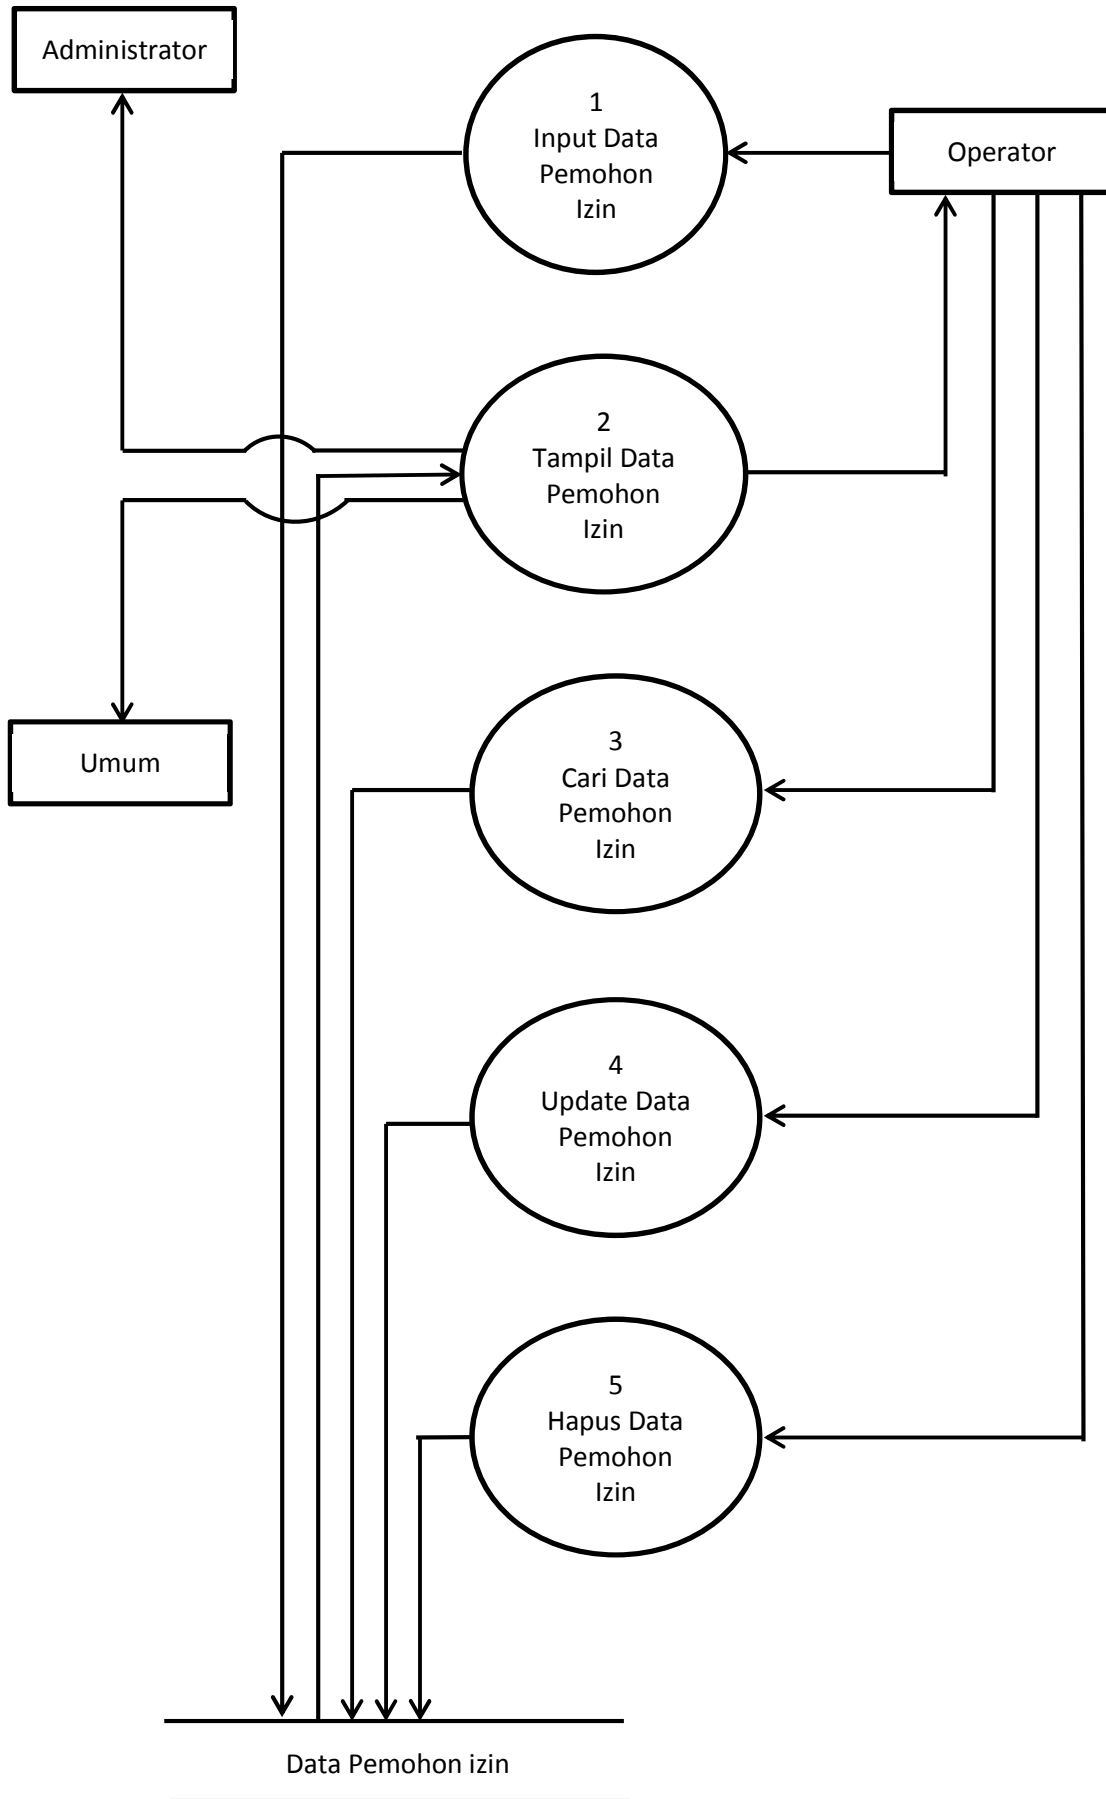 Administrator
1
Input Data
Pemohon
Izin
Operator
2
Tampil Data
Pemohon
Izin
Umum
3
Cari Data
Pemohon
Izin
4
Update Data
Pemohon
Izin
5
Hapus Data
Pemohon
Izin
Data Pemohon izin